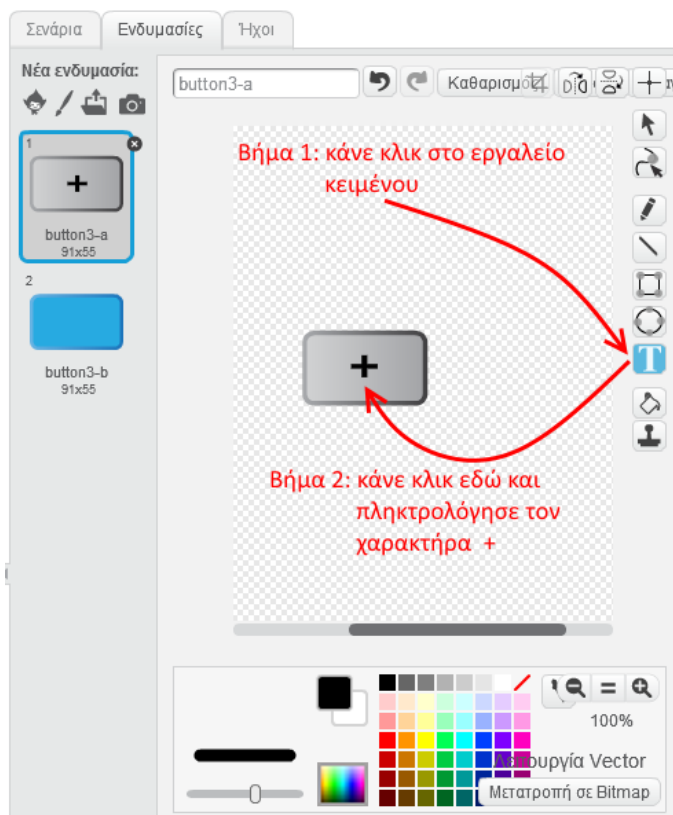 Σενάρια Ενδυμασίες Ήχοι
Νέα ενδυμασία:
button3-a
Καθαρισμός
1
+
button3-a
91x55
2
button3-b
91x55
Βήμα 1: κάνε κλικ στο εργαλείο
κειμένου
T
+
Βήμα 2: κάνε κλικ εδώ και
πληκτρολόγησε τον
χαρακτήρα +
100%
Λειτουργία Vector
Μετατροπή σε Bitmap